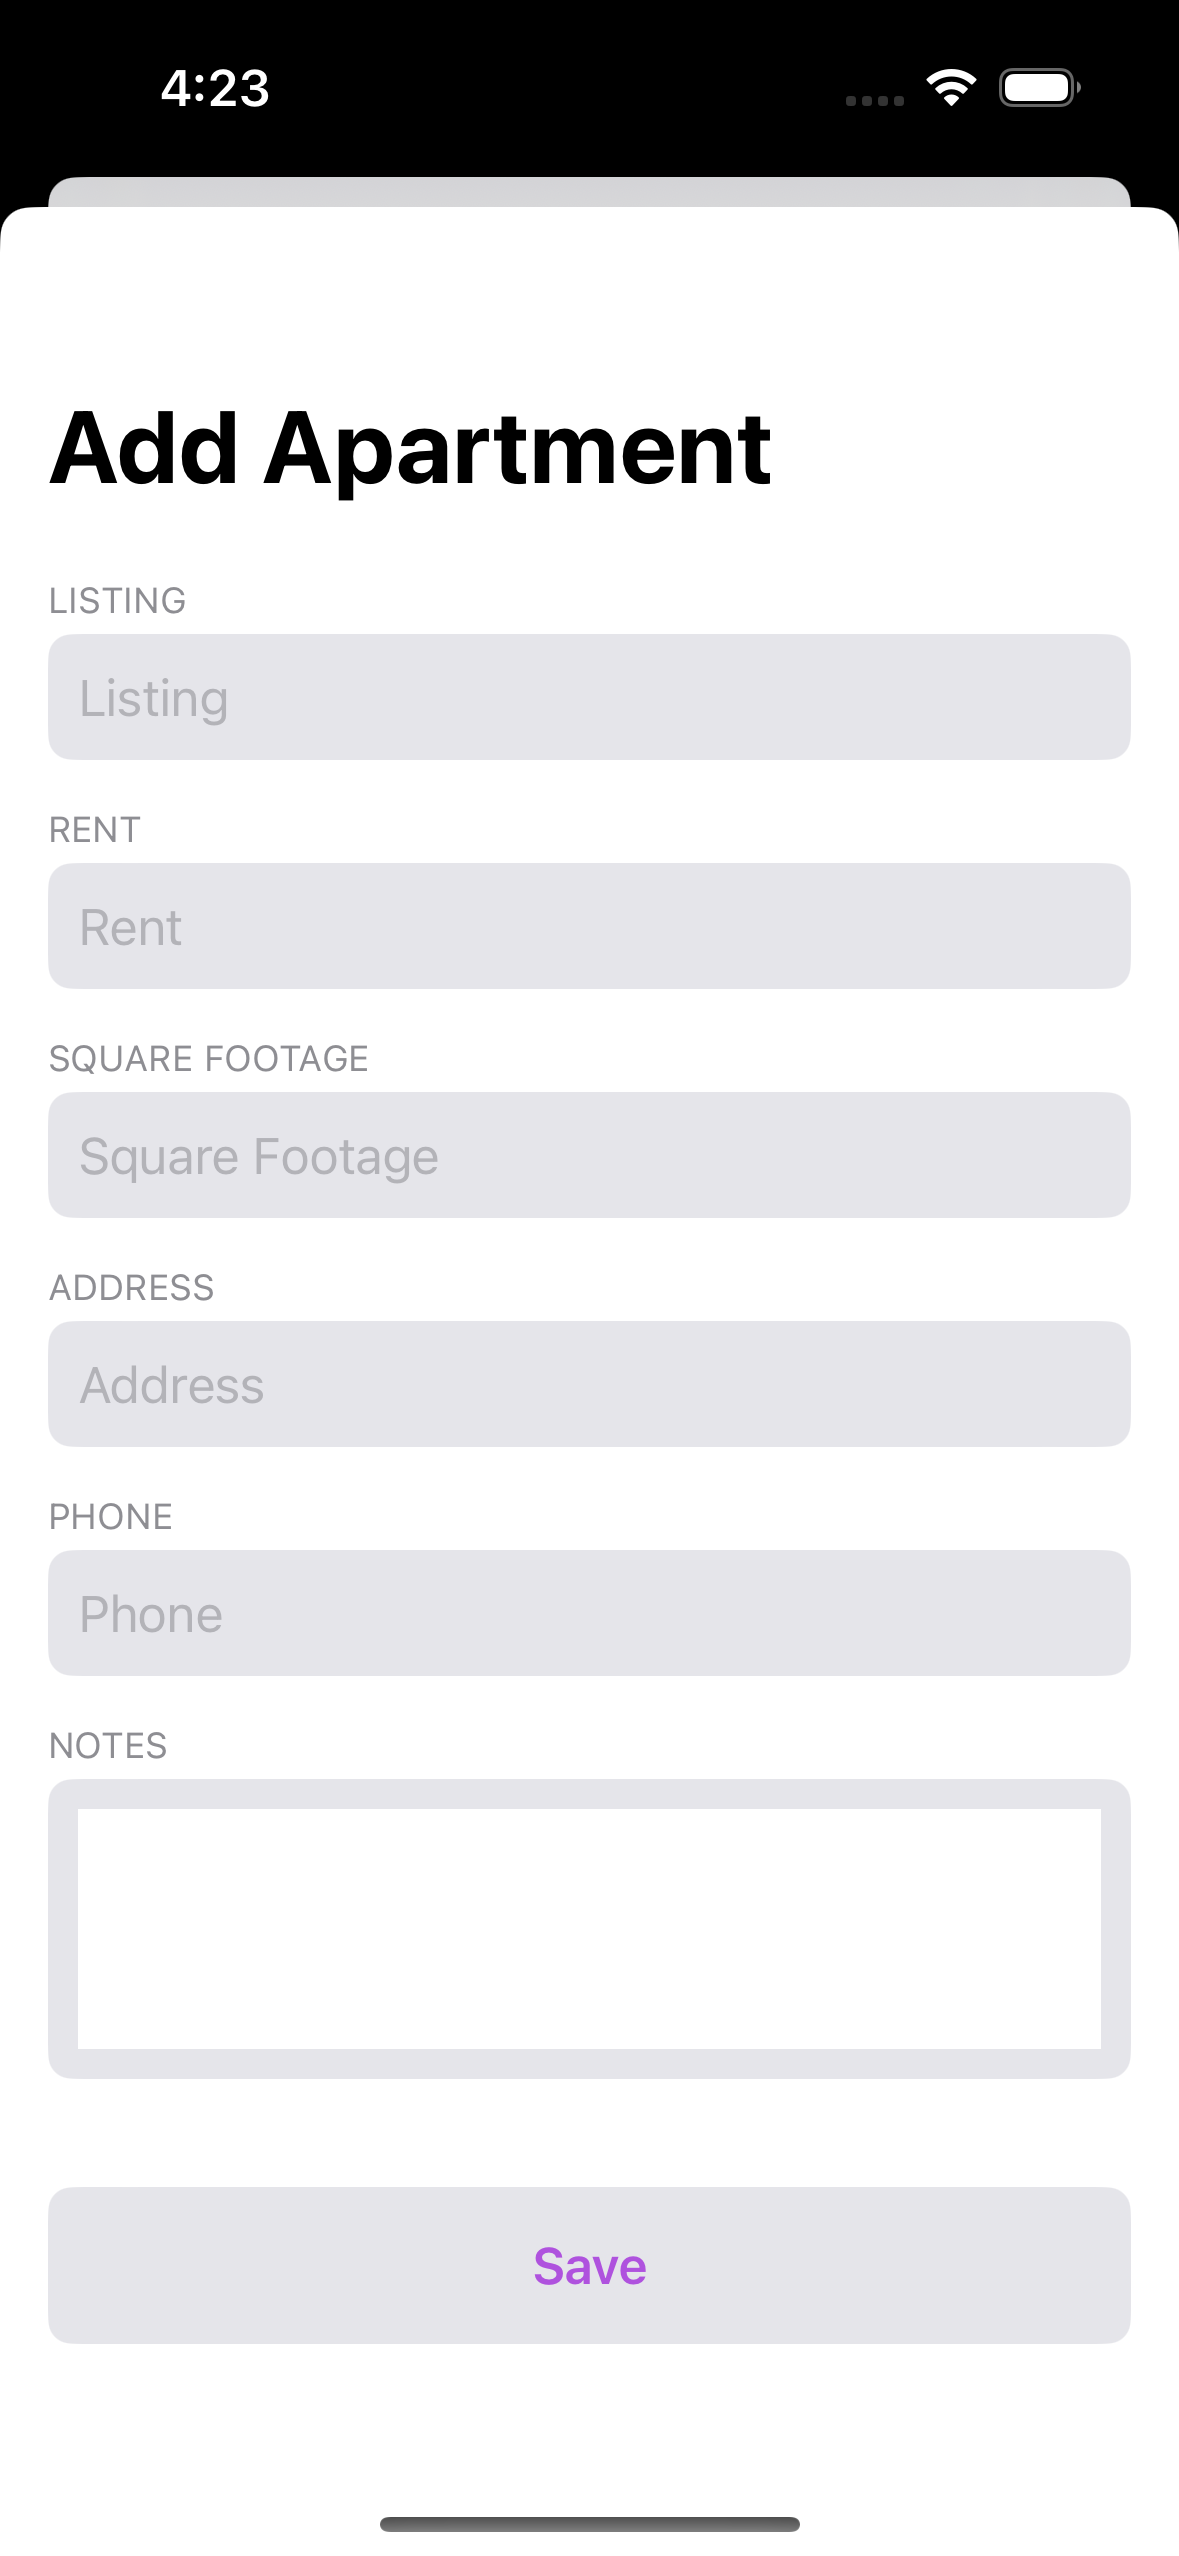 4:23
Add Apartment
LISTING
Listing
RENT
Rent
SQUARE FOOTAGE
Square Footage
ADDRESS
Address
PHONE
Phone
NOTES
Save